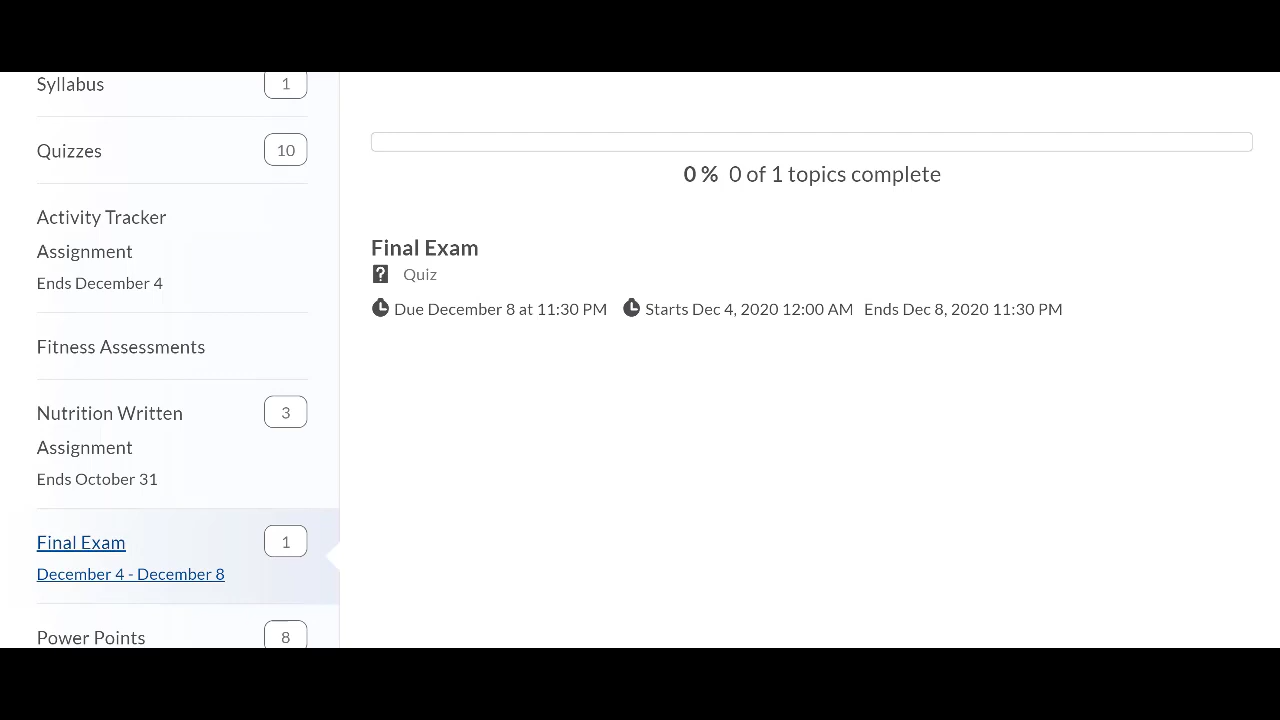 Syllabus 1
Quizzes 10
Activity Tracker
Assignment
Ends December 4
Fitness Assessments
Nutrition Written 3
Assignment
Ends October 31
Final Exam 1
December 4 - December 8
Power Points 8
0 % 0 of 1 topics complete
Final Exam
Quiz
Due December 8 at 11:30 PM Starts Dec 4, 2020 12:00 AM Ends Dec 8, 2020 11:30 PM